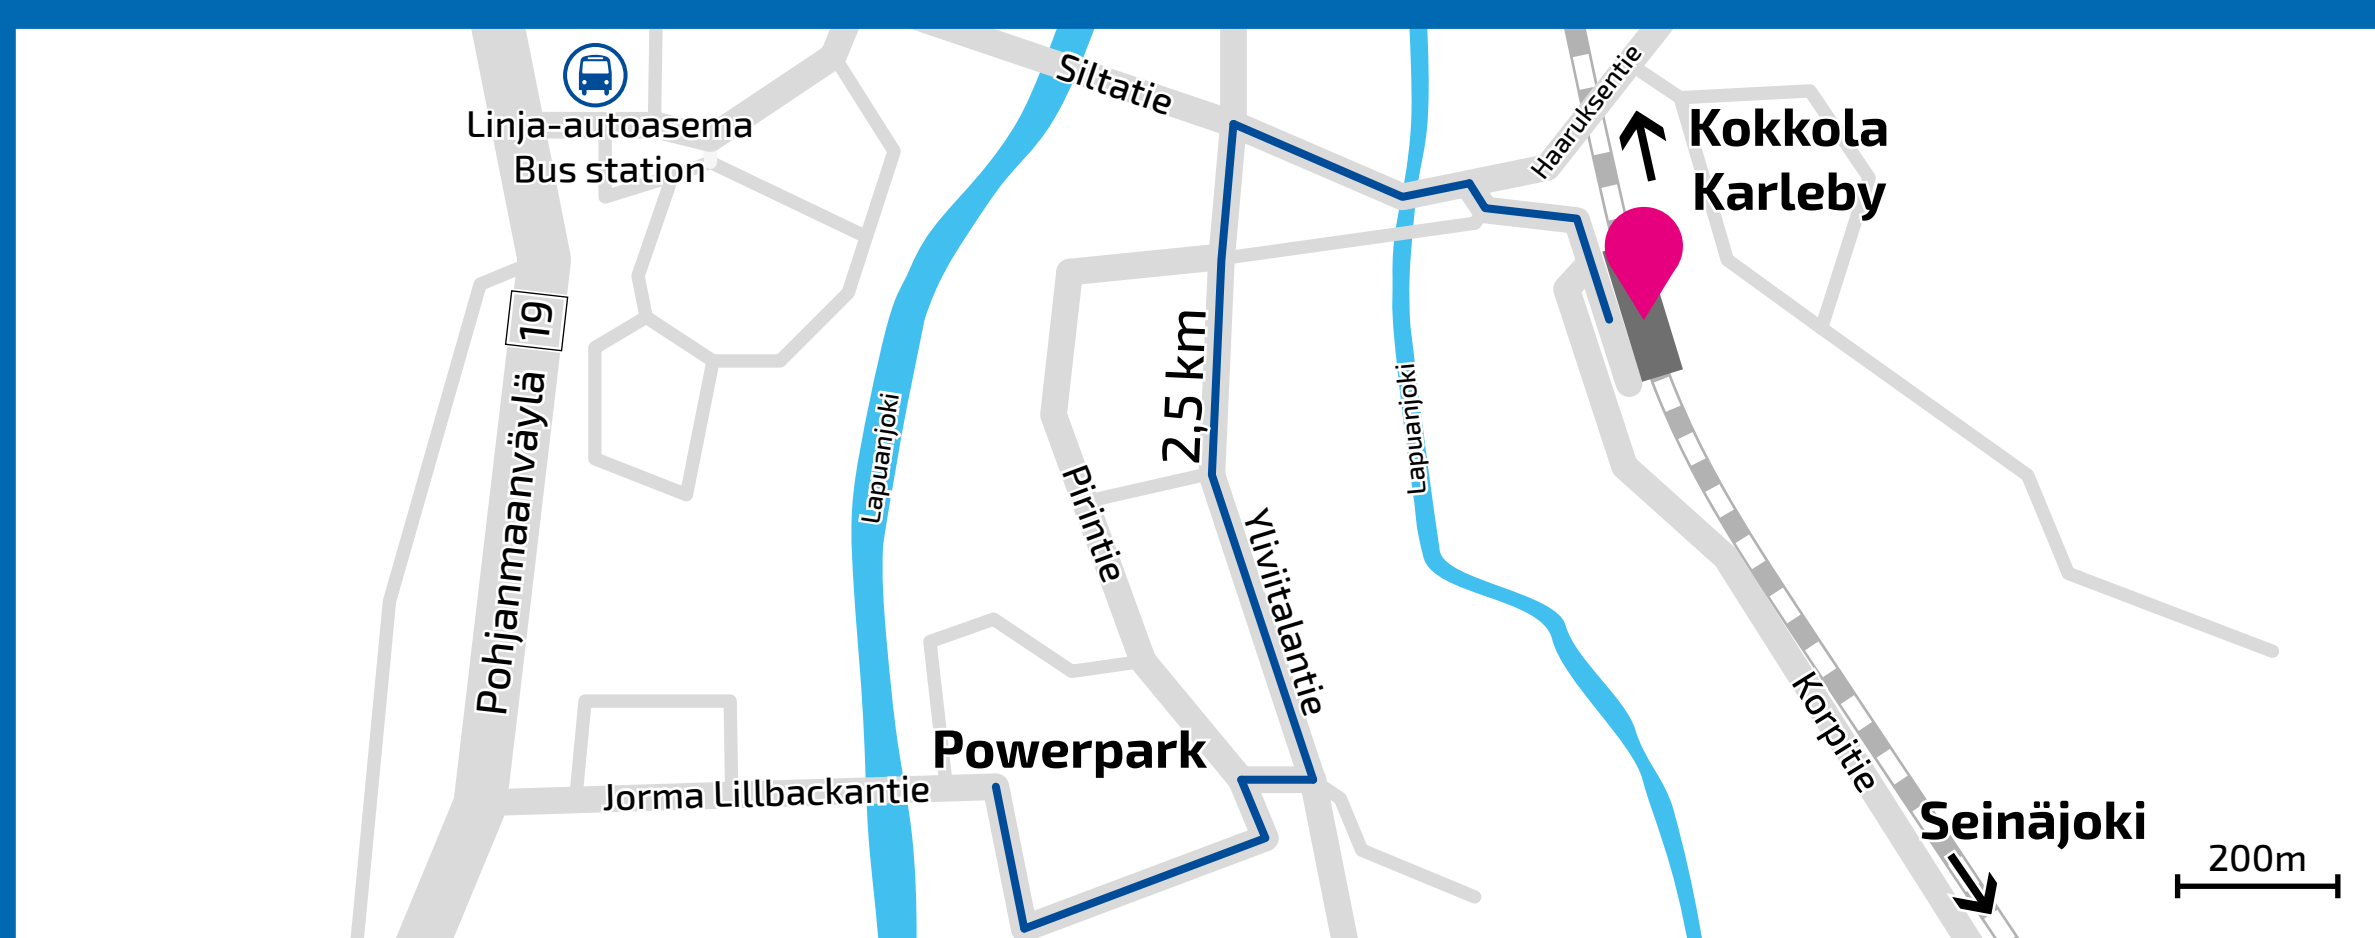 Siltatie
Haaruksentie
Linja-autoasema
Bus station
Kokkola
Karleby
19
Pohjanmaanväylä
Lapuanjoki
2,5 km
Lapuanjoki
Pirintie
Yliviitalantie
Powerpark
Jorma Lillbackantie
Korpitie
Seinäjoki
200m